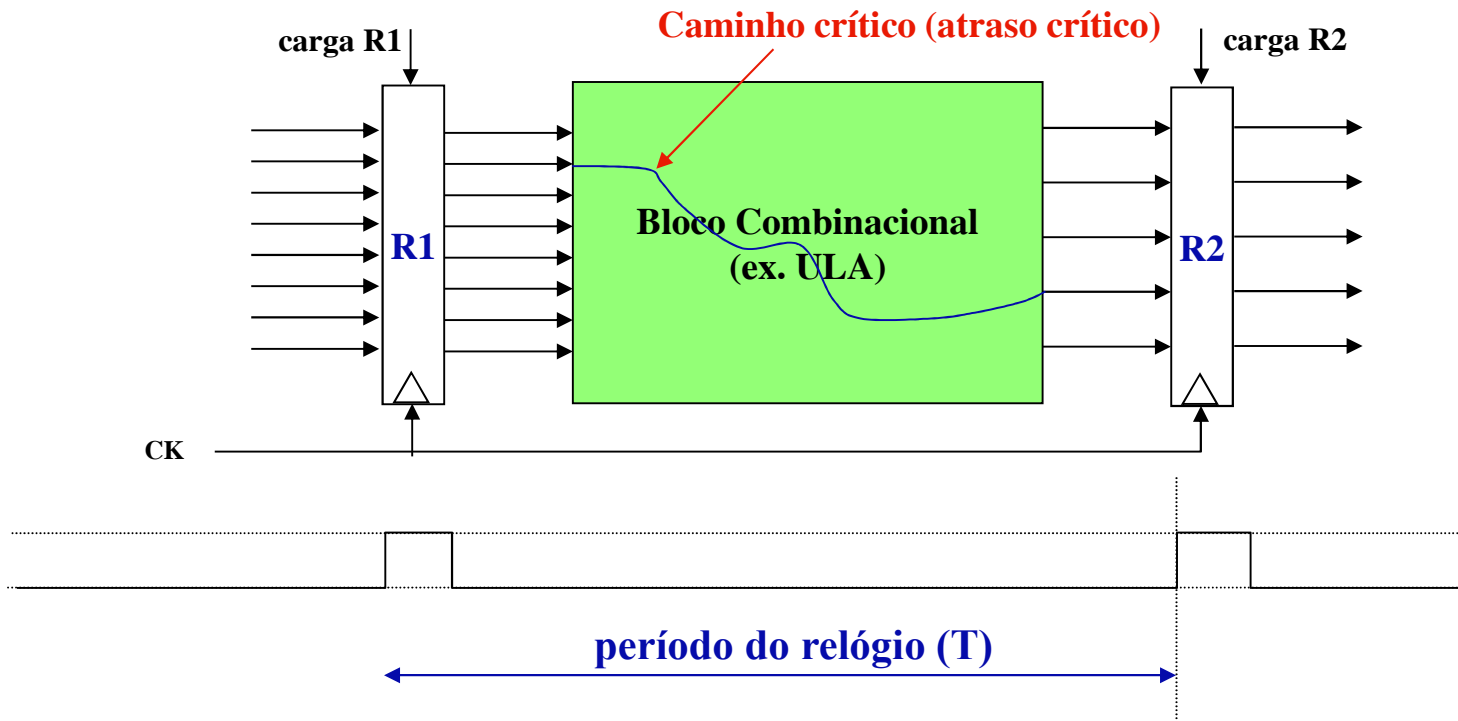 Caminho crítico (atraso crítico)
carga R1
carga R2
R1
Bloco Combinacional
(ex. ULA)
R2
CK
período do relógio (T)